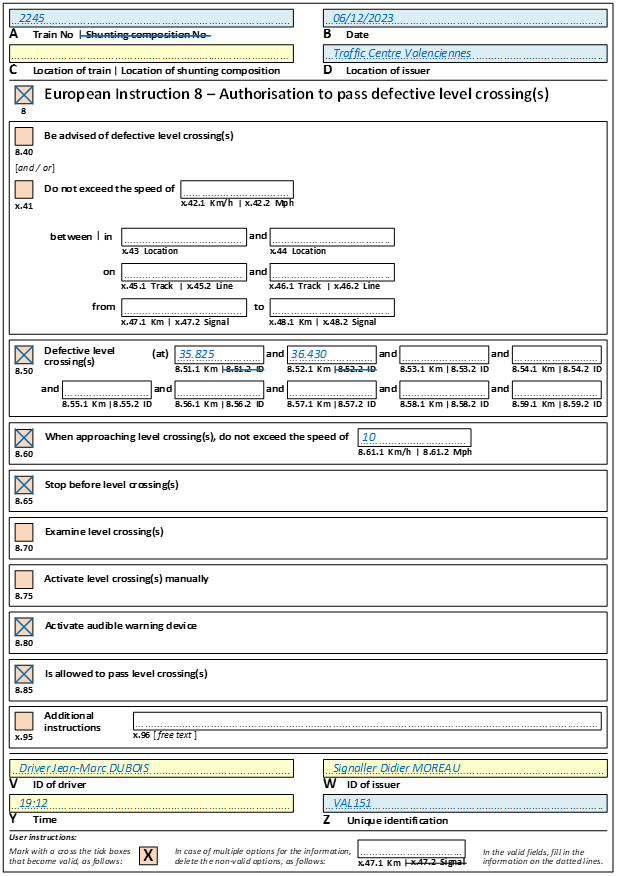 2245 06/12/2023
A Train No | Shunting composition No B Date
Traffic Centre Valenciennes
C Location of train | Location of shunting composition D Location of issuer
8 European Instruction 8 – Authorisation to pass defective level crossing(s)
8.40 Be advised of defective level crossing(s)
[and / or]
x.41 Do not exceed the speed of
x.42.1 Km/h | x.42.2 Mph
between | in and
x.43 Location x.44 Location
on and
x.45.1 Track | x.45.2 Line x.46.1 Track | x.46.2 Line
from to
x.47.1 Km | x.47.2 Signal x.48.1 Km | x.48.2 Signal
8.50 Defective level crossing(s) (at) 35.825 and 36.430 and and
8.51.1 Km | 8.51.2 ID 8.52.1 Km | 8.52.2 ID 8.53.1 Km | 8.53.2 ID 8.54.1 Km | 8.54.2 ID
and and and and and
8.55.1 Km | 8.55.2 ID 8.56.1 Km | 8.56.2 ID 8.57.1 Km | 8.57.2 ID 8.58.1 Km | 8.58.2 ID 8.59.1 Km | 8.59.2 ID
8.60 When approaching level crossing(s), do not exceed the speed of 10
8.61.1 Km/h | 8.61.2 Mph
8.65 Stop before level crossing(s)
8.70 Examine level crossing(s)
8.75 Activate level crossing(s) manually
8.80 Activate audible warning device
8.85 Is allowed to pass level crossing(s)
x.95 Additional instructions
x.96 [free text]
Driver Jean-Marc DUBOIS Signaller Didier MOREAU
V ID of driver W ID of issuer
19:12 VAL151
Y Time Z Unique identification
User instructions:
Mark with a cross the tick boxes that become valid, as follows: X
In case of multiple options for the information, delete the non-valid options, as follows: x.47.1 Km | x.47.2 Signal
In the valid fields, fill in the information on the dotted lines.